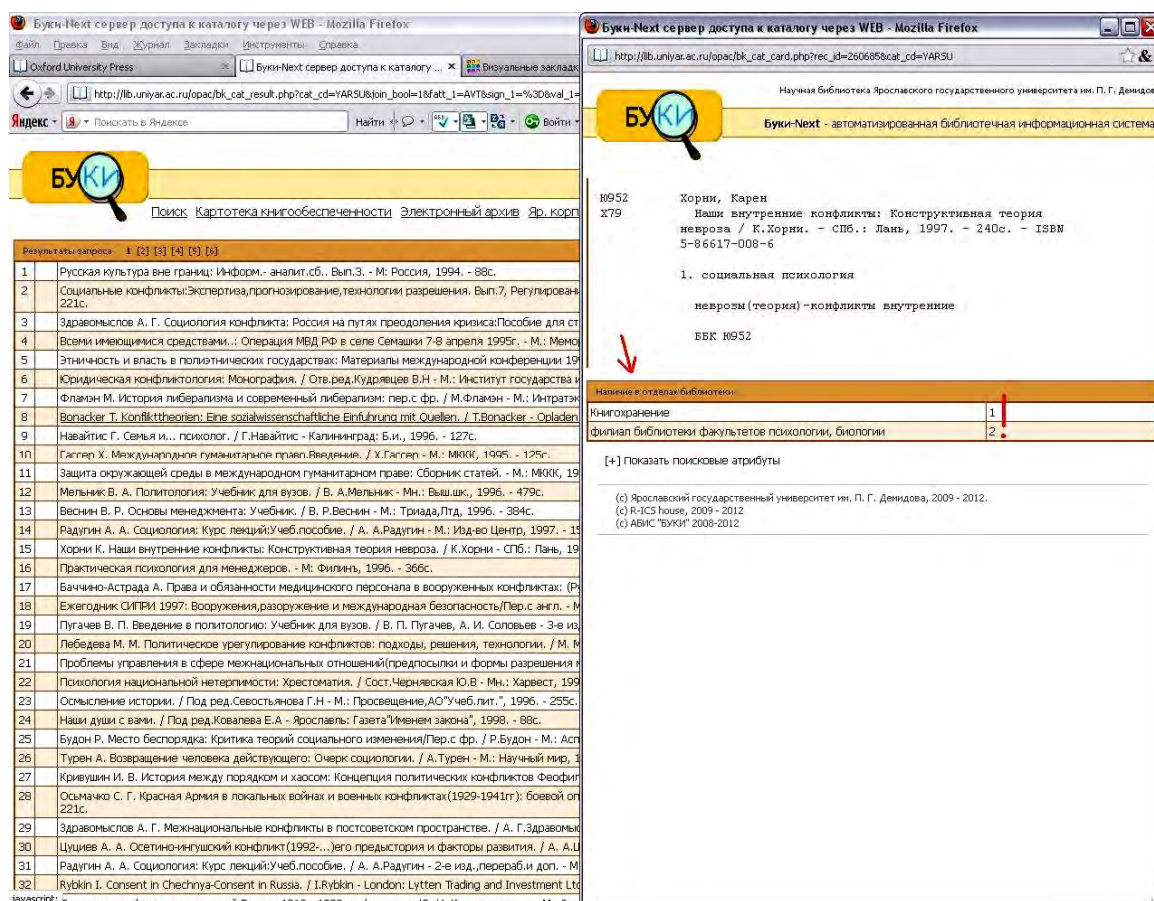 Буки-Next сервер доступа к каталогу через WEB - Mozilla Firefox
Файл Правка Вид Журнал Закладки Инструменты Справка
Oxford University Press
Буки-Next сервер доступа к каталогу ...
Визуальные закладк
http://lib.uniyar.ac.ru/opac/bk_cat_result.php?cat_cd=YARSU&join_bool=1&fatt_1=AVT&sign_1=%3D&val_1=
Яндекс
Поискать в Яндексе
Найти
Войти
БУКИ
Поиск Картотека книгообеспеченности Электронный архив Яр. корп
Результаты запроса 1 [2] [3] [4] [5] [6]
1 Русская культура вне границ: Информ.- аналит.сб.. Вып.3. - М: Россия, 1994. - 88с.
2 Социальные конфликты:Экспертиза,прогнозирование,технологии разрешения. Вып.7, Регулировани
221с.
3 Здравомыслов А. Г. Социология конфликта: Россия на путях преодоления кризиса:Пособие для ст
4 Всеми имеющимися средствами..: Операция МВД РФ в селе Семашки 7-8 апреля 1995г. - М.: Мемо
5 Этничность и власть в полиэтнических государствах: Материалы международной конференции 19
6 Юридическая конфликтология: Монография. / Отв.ред.Кудрявцев В.Н - М.: Институт государства и
7 Фламэн М. История либерализма и современный либерализм: пер.с фр. / М.Фламэн - М.: Интратэк
8 Bonacker T. Konflikttheorien: Eine sozialwissenschaftliche Einfuhrung mit Quellen. / T.Bonacker - Opladen
9 Навайтис Г. Семья и... психолог. / Г.Навайтис - Калининград: Б.и., 1996. - 127с.
10 Гассер Х. Международное гуманитарное право.Введение. / Х.Гассер - М.: МККК, 1995. - 125с.
11 Защита окружающей среды в международном гуманитарном праве: Сборник статей. - М.: МККК, 19
12 Мельник В. А. Политология: Учебник для вузов. / В. А.Мельник - Мн.: Выш.шк., 1996. - 479с.
13 Веснин В. Р. Основы менеджмента: Учебник. / В. Р.Веснин - М.: Триада,Лтд, 1996. - 384с.
14 Радугин А. А. Социология: Курс лекций:Учеб.пособие. / А. А.Радугин - М.: Изд-во Центр, 1997. - 15
15 Хорни К. Наши внутренние конфликты: Конструктивная теория невроза. / К.Хорни - СПб.: Лань, 19
16 Практическая психология для менеджеров. - М: Филинъ, 1996. - 366с.
17 Баччино-Астрада А. Права и обязанности медицинского персонала в вооруженных конфликтах: (Ру
18 Ежегодник СИПРИ 1997: Вооружения,разоружение и международная безопасность/Пер.с англ. - М
19 Пугачев В. П. Введение в политологию: Учебник для вузов. / В. П. Пугачев, А. И. Соловьев - 3-е из
20 Лебедева М. М. Политическое урегулирование конфликтов: подходы, решения, технологии. / М. М
21 Проблемы управления в сфере межнациональных отношений(предпосылки и формы разрешения м
22 Психология национальной нетерпимости: Хрестоматия. / Сост.Чернявская Ю.В - Мн.: Харвест, 199
23 Осмысление истории. / Под ред.Севостьянова Г.Н - М.: Просвещение,АО"Учеб.лит.", 1996. - 255с.
24 Наши души с вами. / Под ред.Ковалева Е.А - Ярославль: Газета"Именем закона", 1998. - 88с.
25 Будон Р. Место беспорядка: Критика теорий социального изменения/Пер.с фр. / Р.Будон - М.: Асп
26 Турен А. Возвращение человека действующего: Очерк социологии. / А.Турен - М.: Научный мир, 1
27 Кривушин И. В. История между порядком и хаосом: Концепция политических конфликтов Феофил
28 Осьмачко С. Г. Красная Армия в локальных войнах и военных конфликтах(1929-1941гг): боевой оп
221с.
29 Здравомыслов А. Г. Межнациональные конфликты в постсоветском пространстве. / А. Г.Здравомыс
30 Цуциев А. А. Осетино-ингушский конфликт(1992-...)его предыстория и факторы развития. / А. А.Ц
31 Радугин А. А. Социология: Курс лекций:Учеб.пособие. / А. А.Радугин - 2-е изд.,перераб.и доп. - М
32 Rybkin I. Consent in Chechnya-Consent in Russia. / I.Rybkin - London: Lytten Trading and Investment Ltd
javascript:
Буки-Next сервер доступа к каталогу через WEB - Mozilla Firefox
http://lib.uniyar.ac.ru/opac/bk_cat_card.php?rec_id=260685&cat_cd=YARSU
Научная библиотека Ярославского государственного университета им. П. Г. Демидов
БУКИ
Буки-Next - автоматизированная библиотечная информационная система
Ю952 Хорни, Карен
Х79 Наши внутренние конфликты: Конструктивная теория
невроза / К.Хорни. - СПб.: Лань, 1997. - 240с. - ISBN
5-86617-008-6
1. социальная психология
неврозы(теория)-конфликты внутренние
ББК Ю952
Наличие в отделах библиотеки
Книгохранение 1
филиал библиотеки факультетов психологии, биологии 2
!
[+] Показать поисковые атрибуты
(c) Ярославский государственный университет им. П. Г. Демидова, 2009 - 2012.
(c) R-ICS house, 2009 - 2012
(c) АБИС "БУКИ" 2008-2012